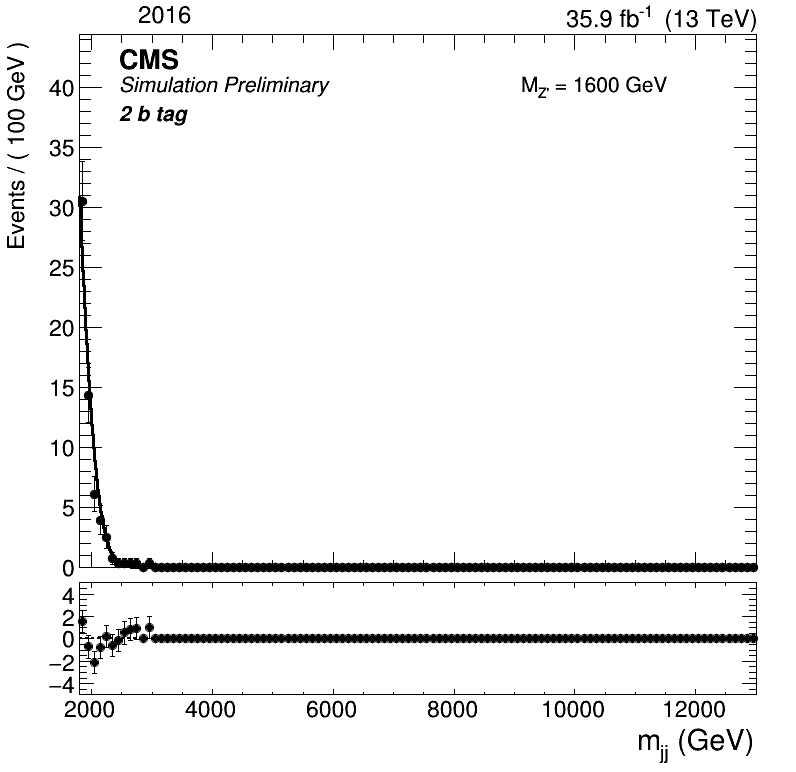 2016
35.9 fb⁻¹ (13 TeV)
CMS
Simulation Preliminary
2 b tag
M_Z' = 1600 GeV
Events / ( 100 GeV )
40
35
30
25
20
15
10
5
0
4
2
0
−2
−4
2000 4000 6000 8000 10000 12000
m_jj (GeV)